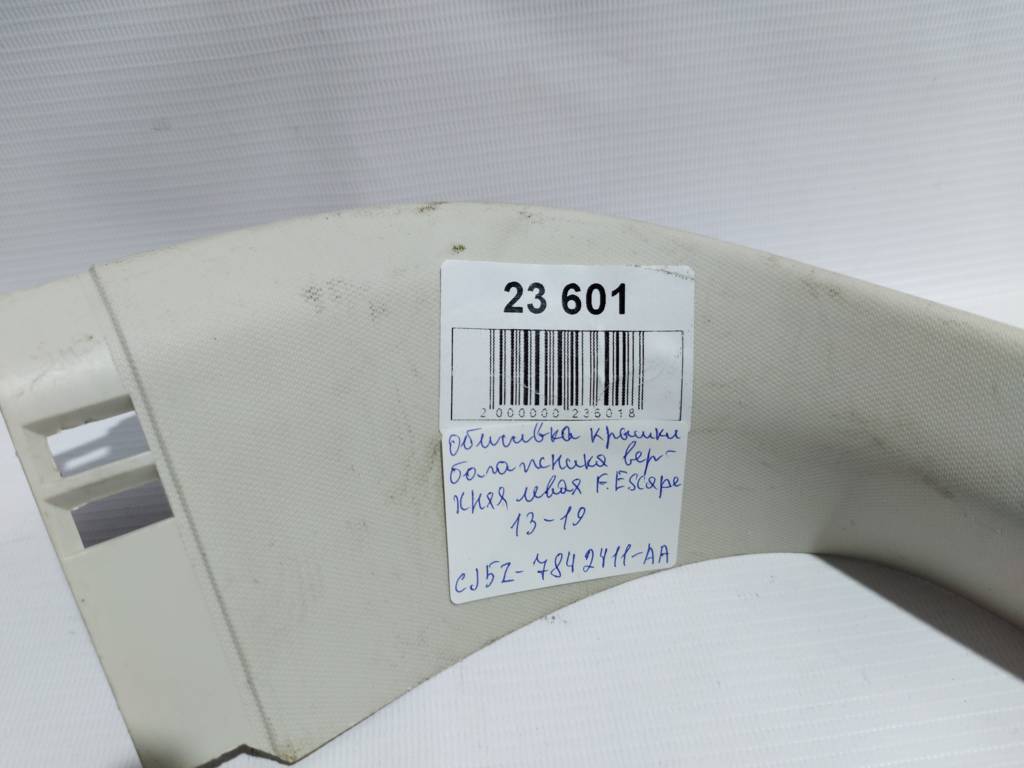 23 601
2 000000 236018
Обшивка крышки
багажника вер-
хняя левая F.Escape
13-19
CJ5Z-7842411-AA